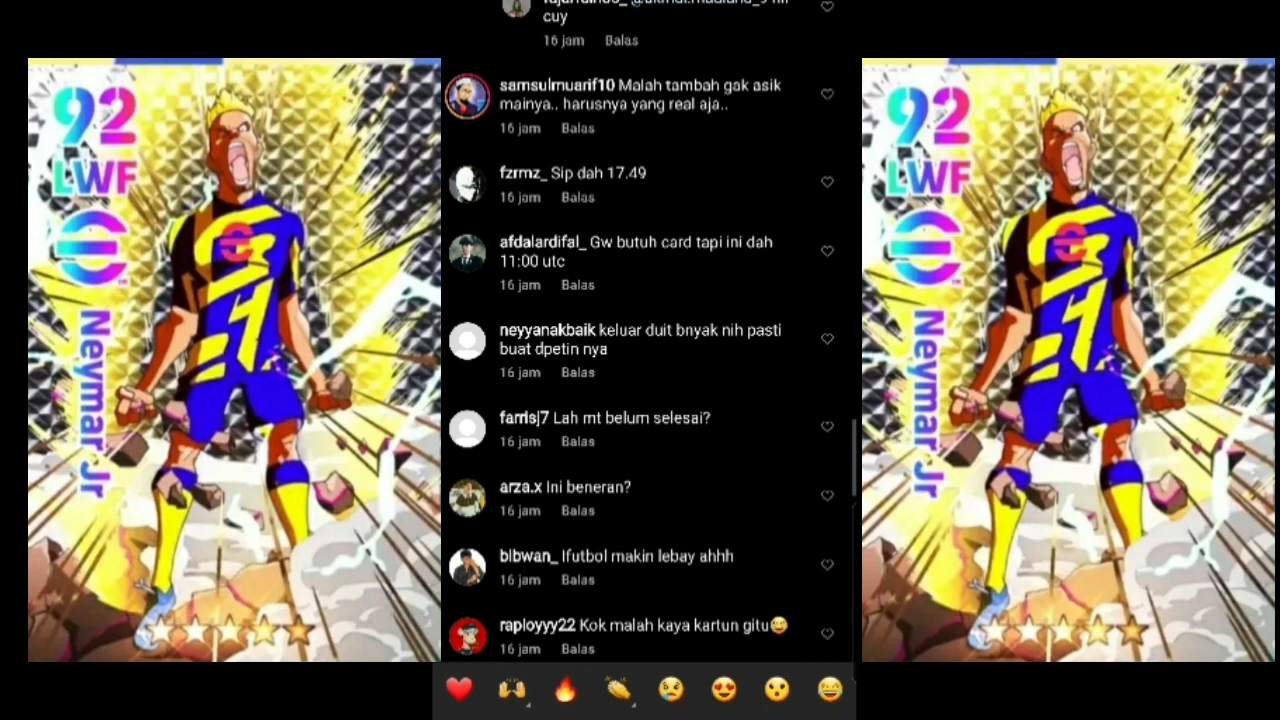 cuy
16 jam Balas
samsulmuarif10 Malah tambah gak asik
mainya.. harusnya yang real aja..
16 jam Balas
fzrmz_ Sip dah 17.49
16 jam Balas
afdalardifal_ Gw butuh card tapi ini dah
11:00 utc
16 jam Balas
neyyanakbaik keluar duit bnyak nih pasti
buat dpetin nya
16 jam Balas
farrisj7 Lah mt belum selesai?
16 jam Balas
arza.x Ini beneran?
16 jam Balas
blbwan_ Ifutbol makin lebay ahhh
16 jam Balas
raployyy22 Kok malah kaya kartun gitu😅
16 jam Balas
92
LWF
Neymar Jr
92
LWF
Neymar Jr